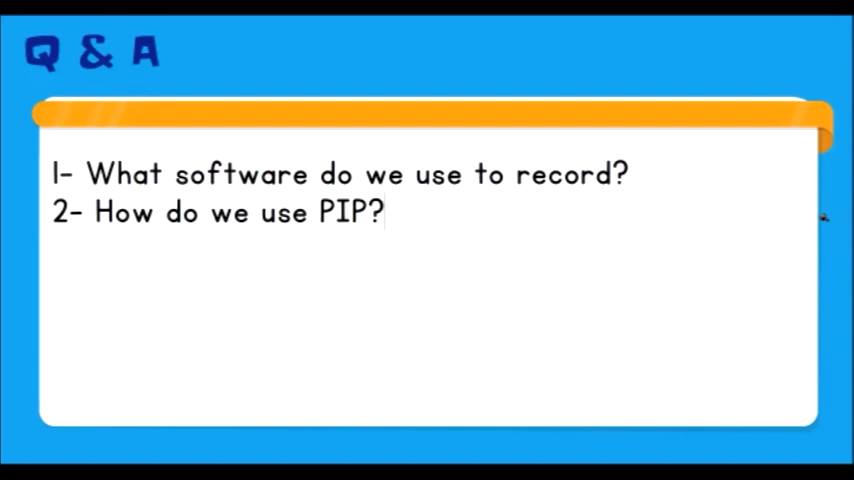 Q & A
1- What software do we use to record?
2- How do we use PIP?